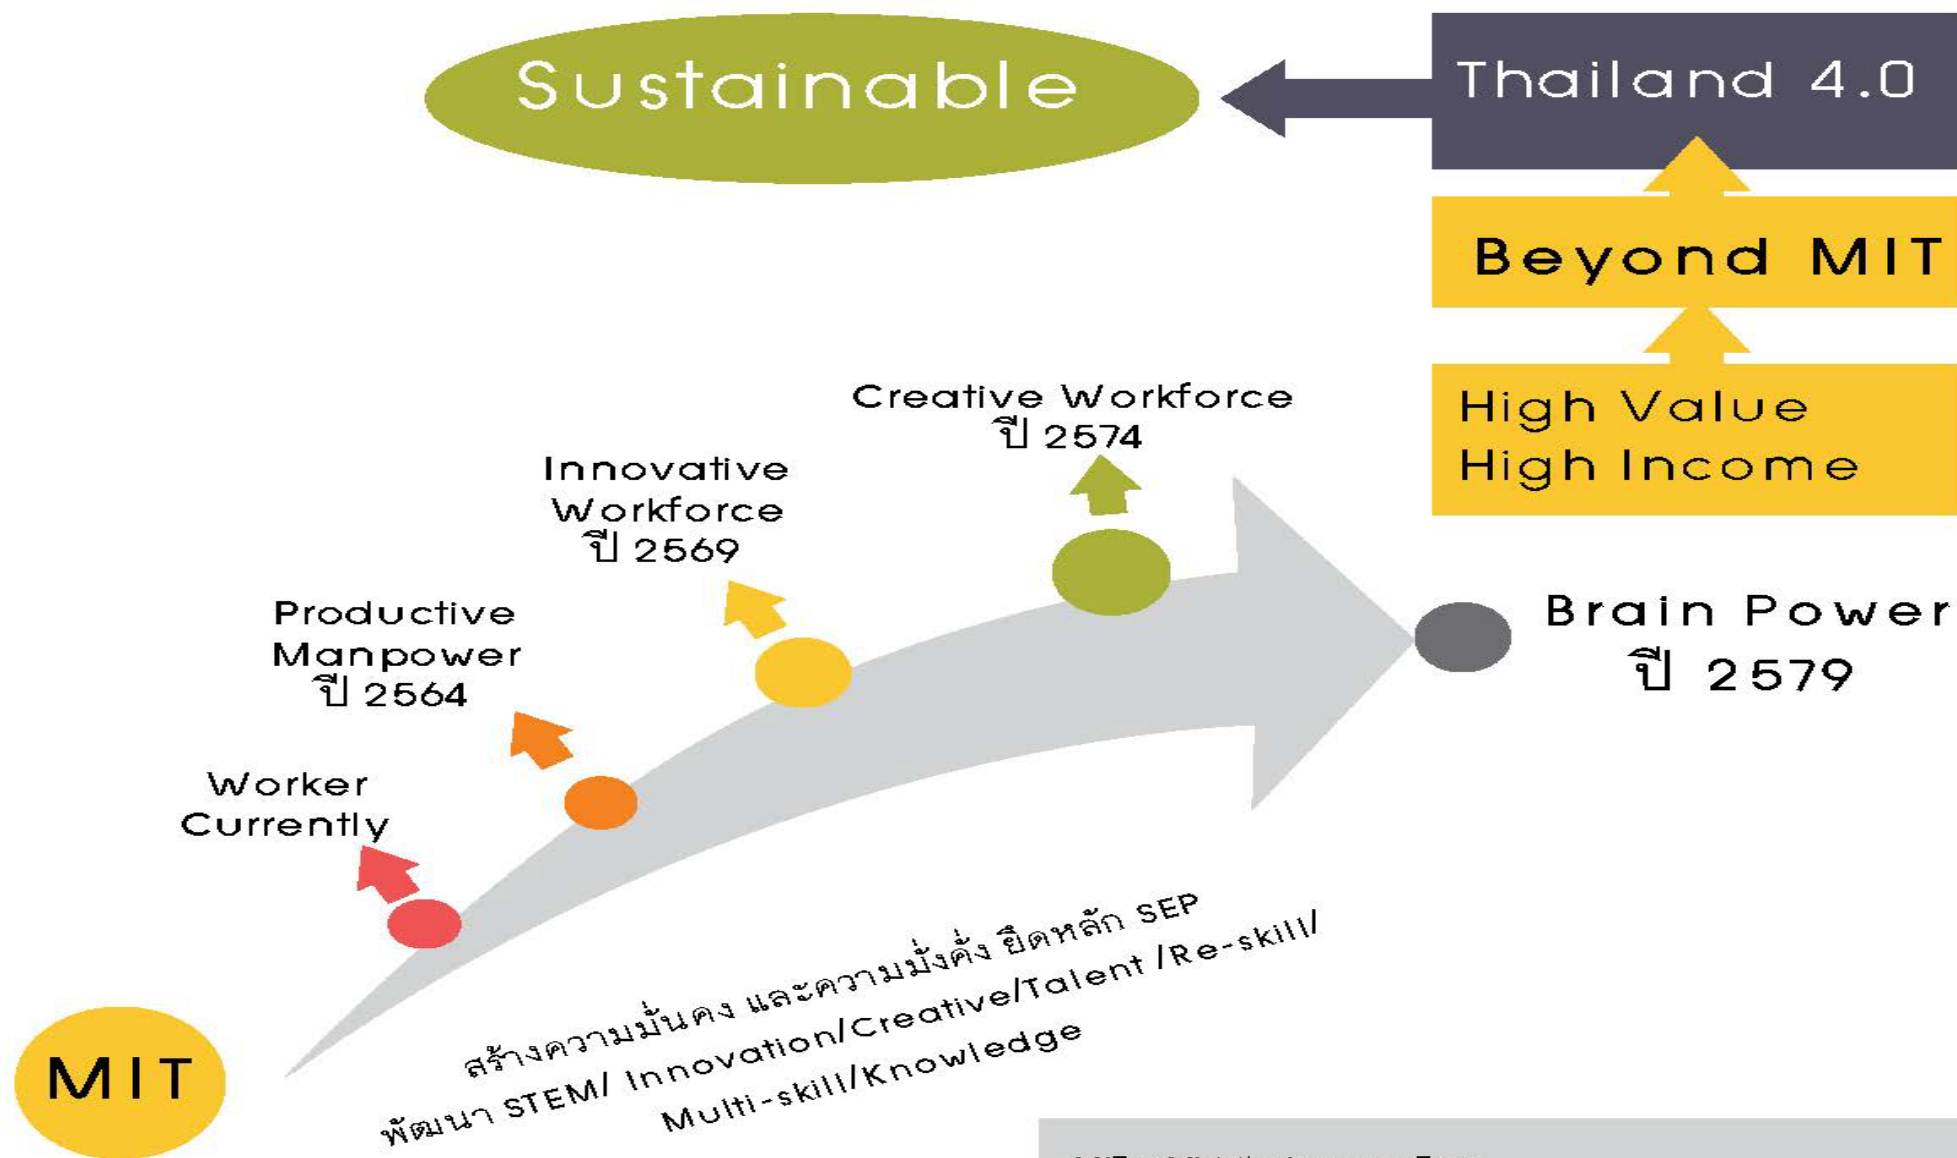 Sustainable
Thailand 4.0
Beyond MIT
High Value
High Income
Creative Workforce
ปี 2574
Innovative
Workforce
ปี 2569
Productive
Manpower
ปี 2564
Worker
Currently
Brain Power
ปี 2579
MIT
สร้างความมั่นคง และความมั่งคั่ง ยึดหลัก SEP
พัฒนา STEM/ Innovation/Creative/Talent /Re-skill/
Multi-skill/Knowledge